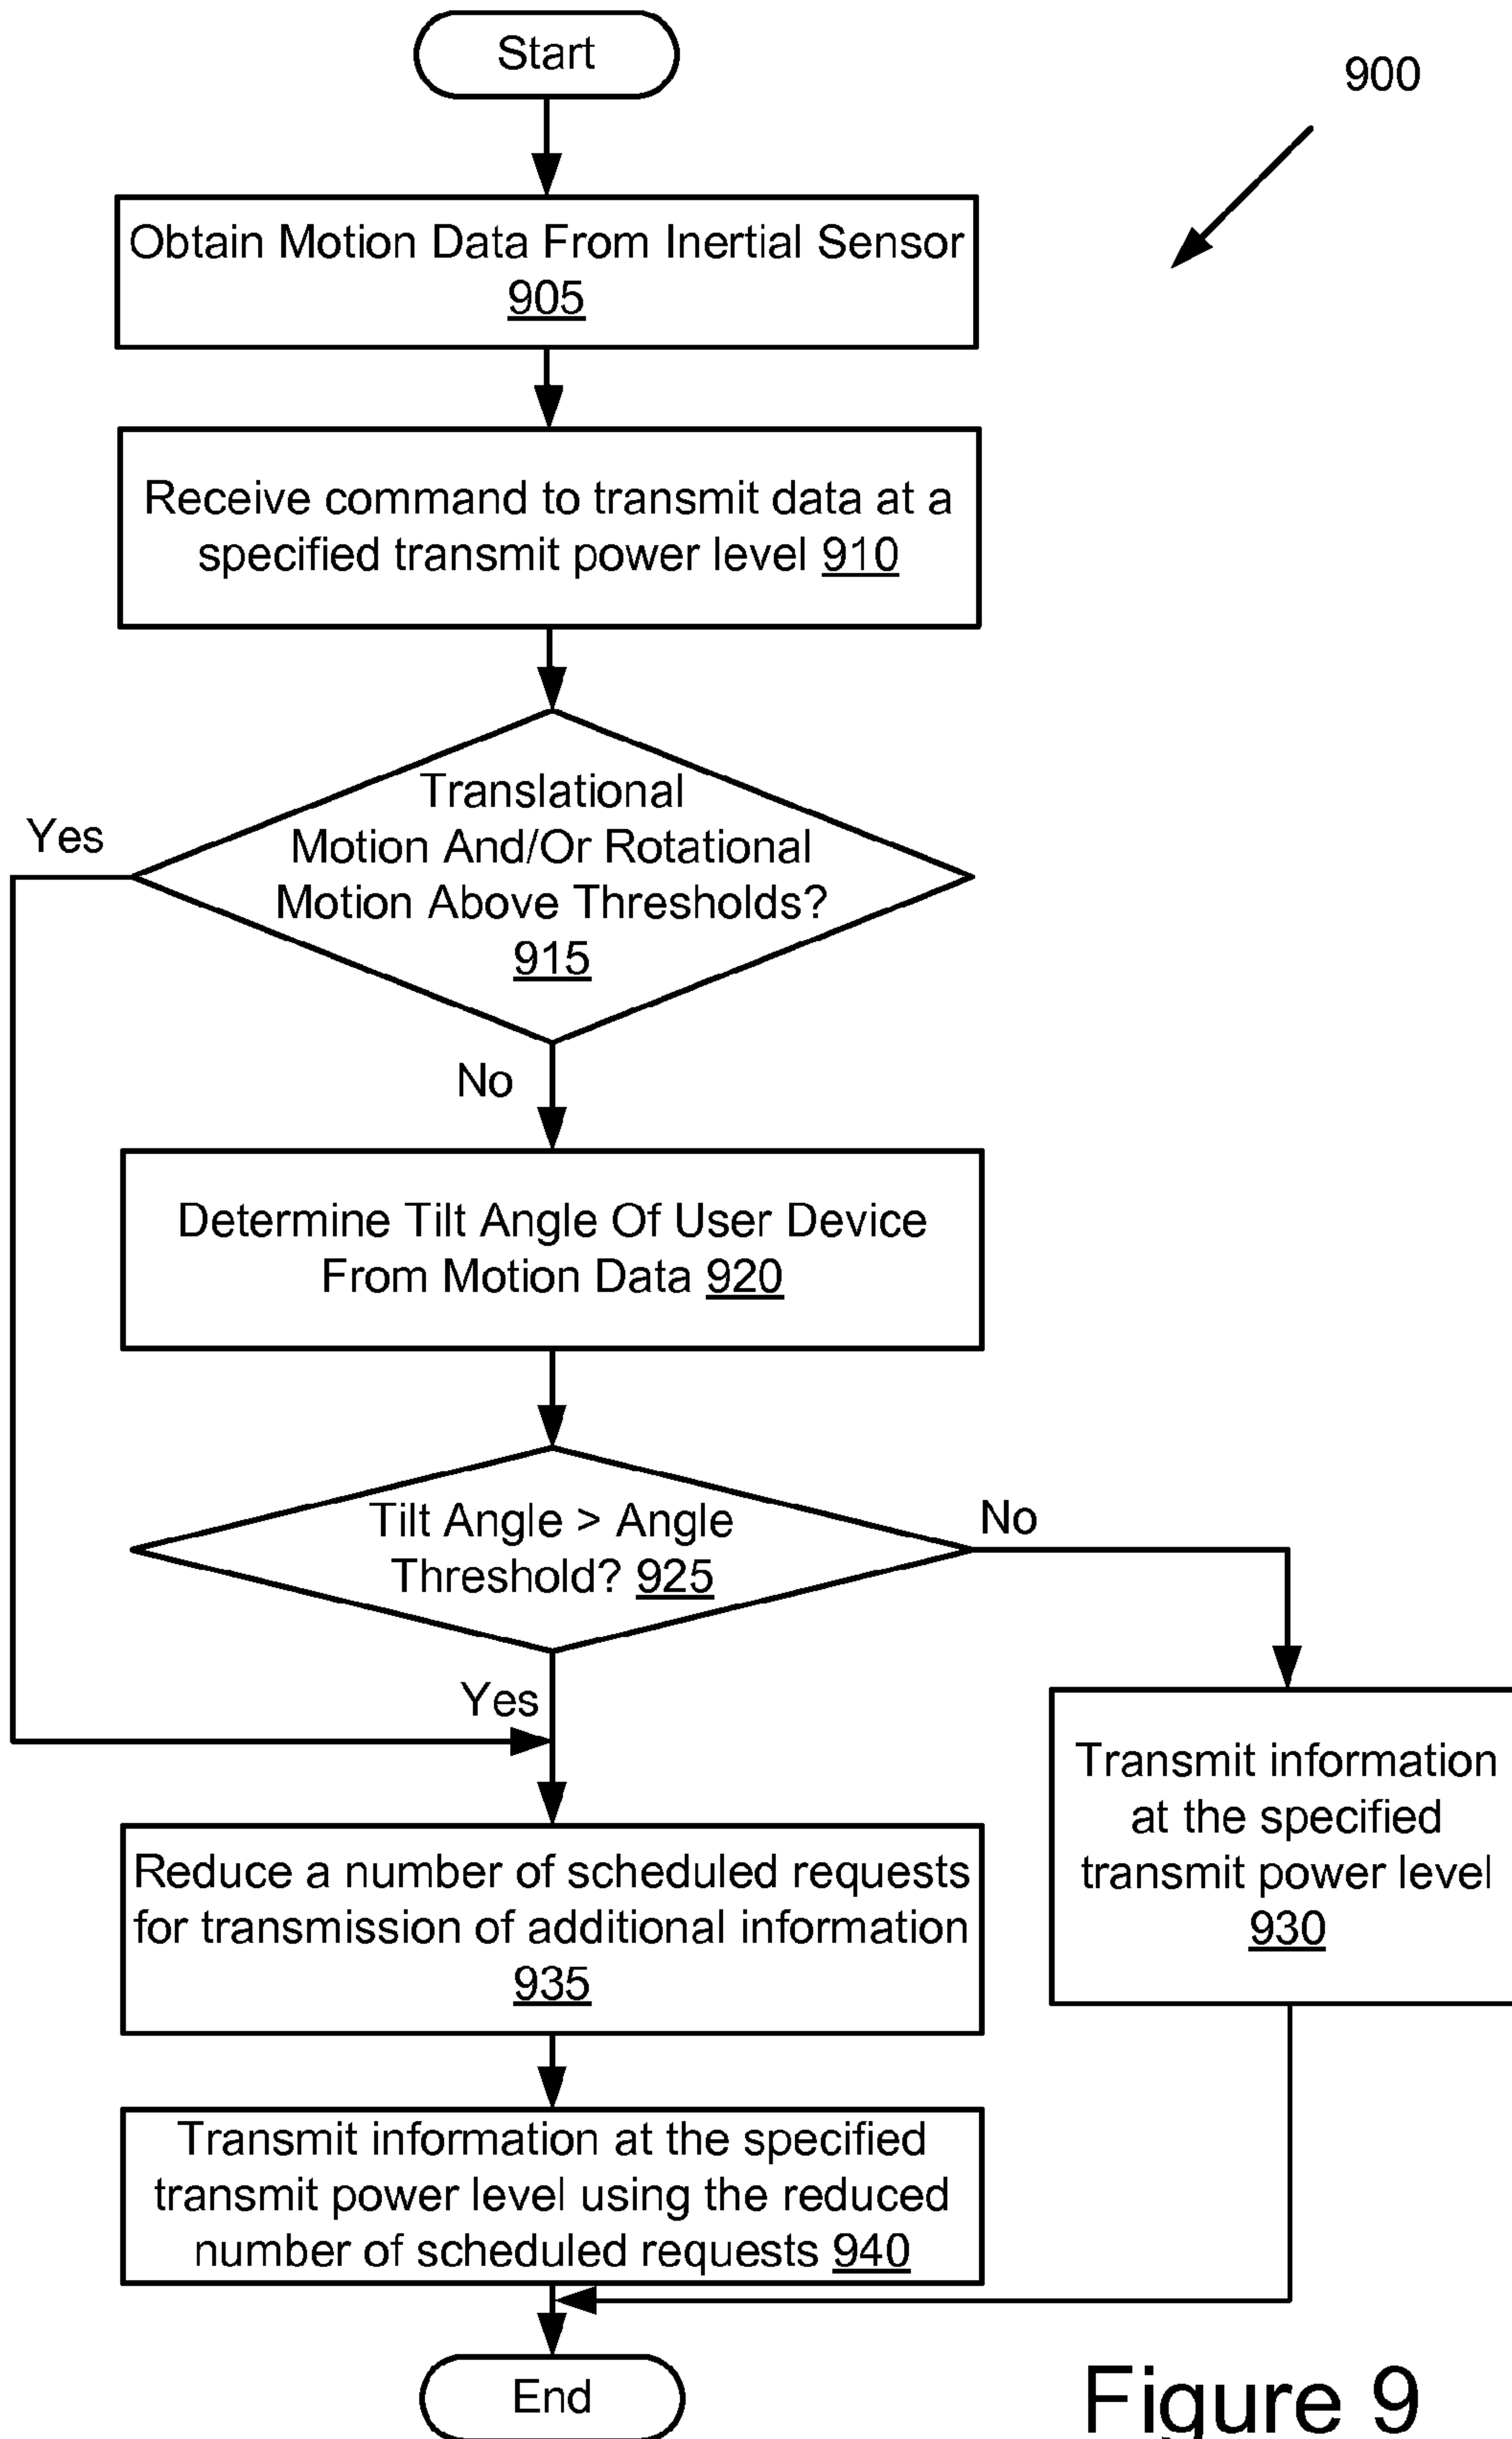 Start
900
Obtain Motion Data From Inertial Sensor
905
Receive command to transmit data at a
specified transmit power level 910
Translational
Motion And/Or Rotational
Motion Above Thresholds?
915
Yes
No
Determine Tilt Angle Of User Device
From Motion Data 920
Tilt Angle > Angle
Threshold? 925
No
Yes
Transmit information
at the specified
transmit power level
930
Reduce a number of scheduled requests
for transmission of additional information
935
Transmit information at the specified
transmit power level using the reduced
number of scheduled requests 940
End
Figure 9